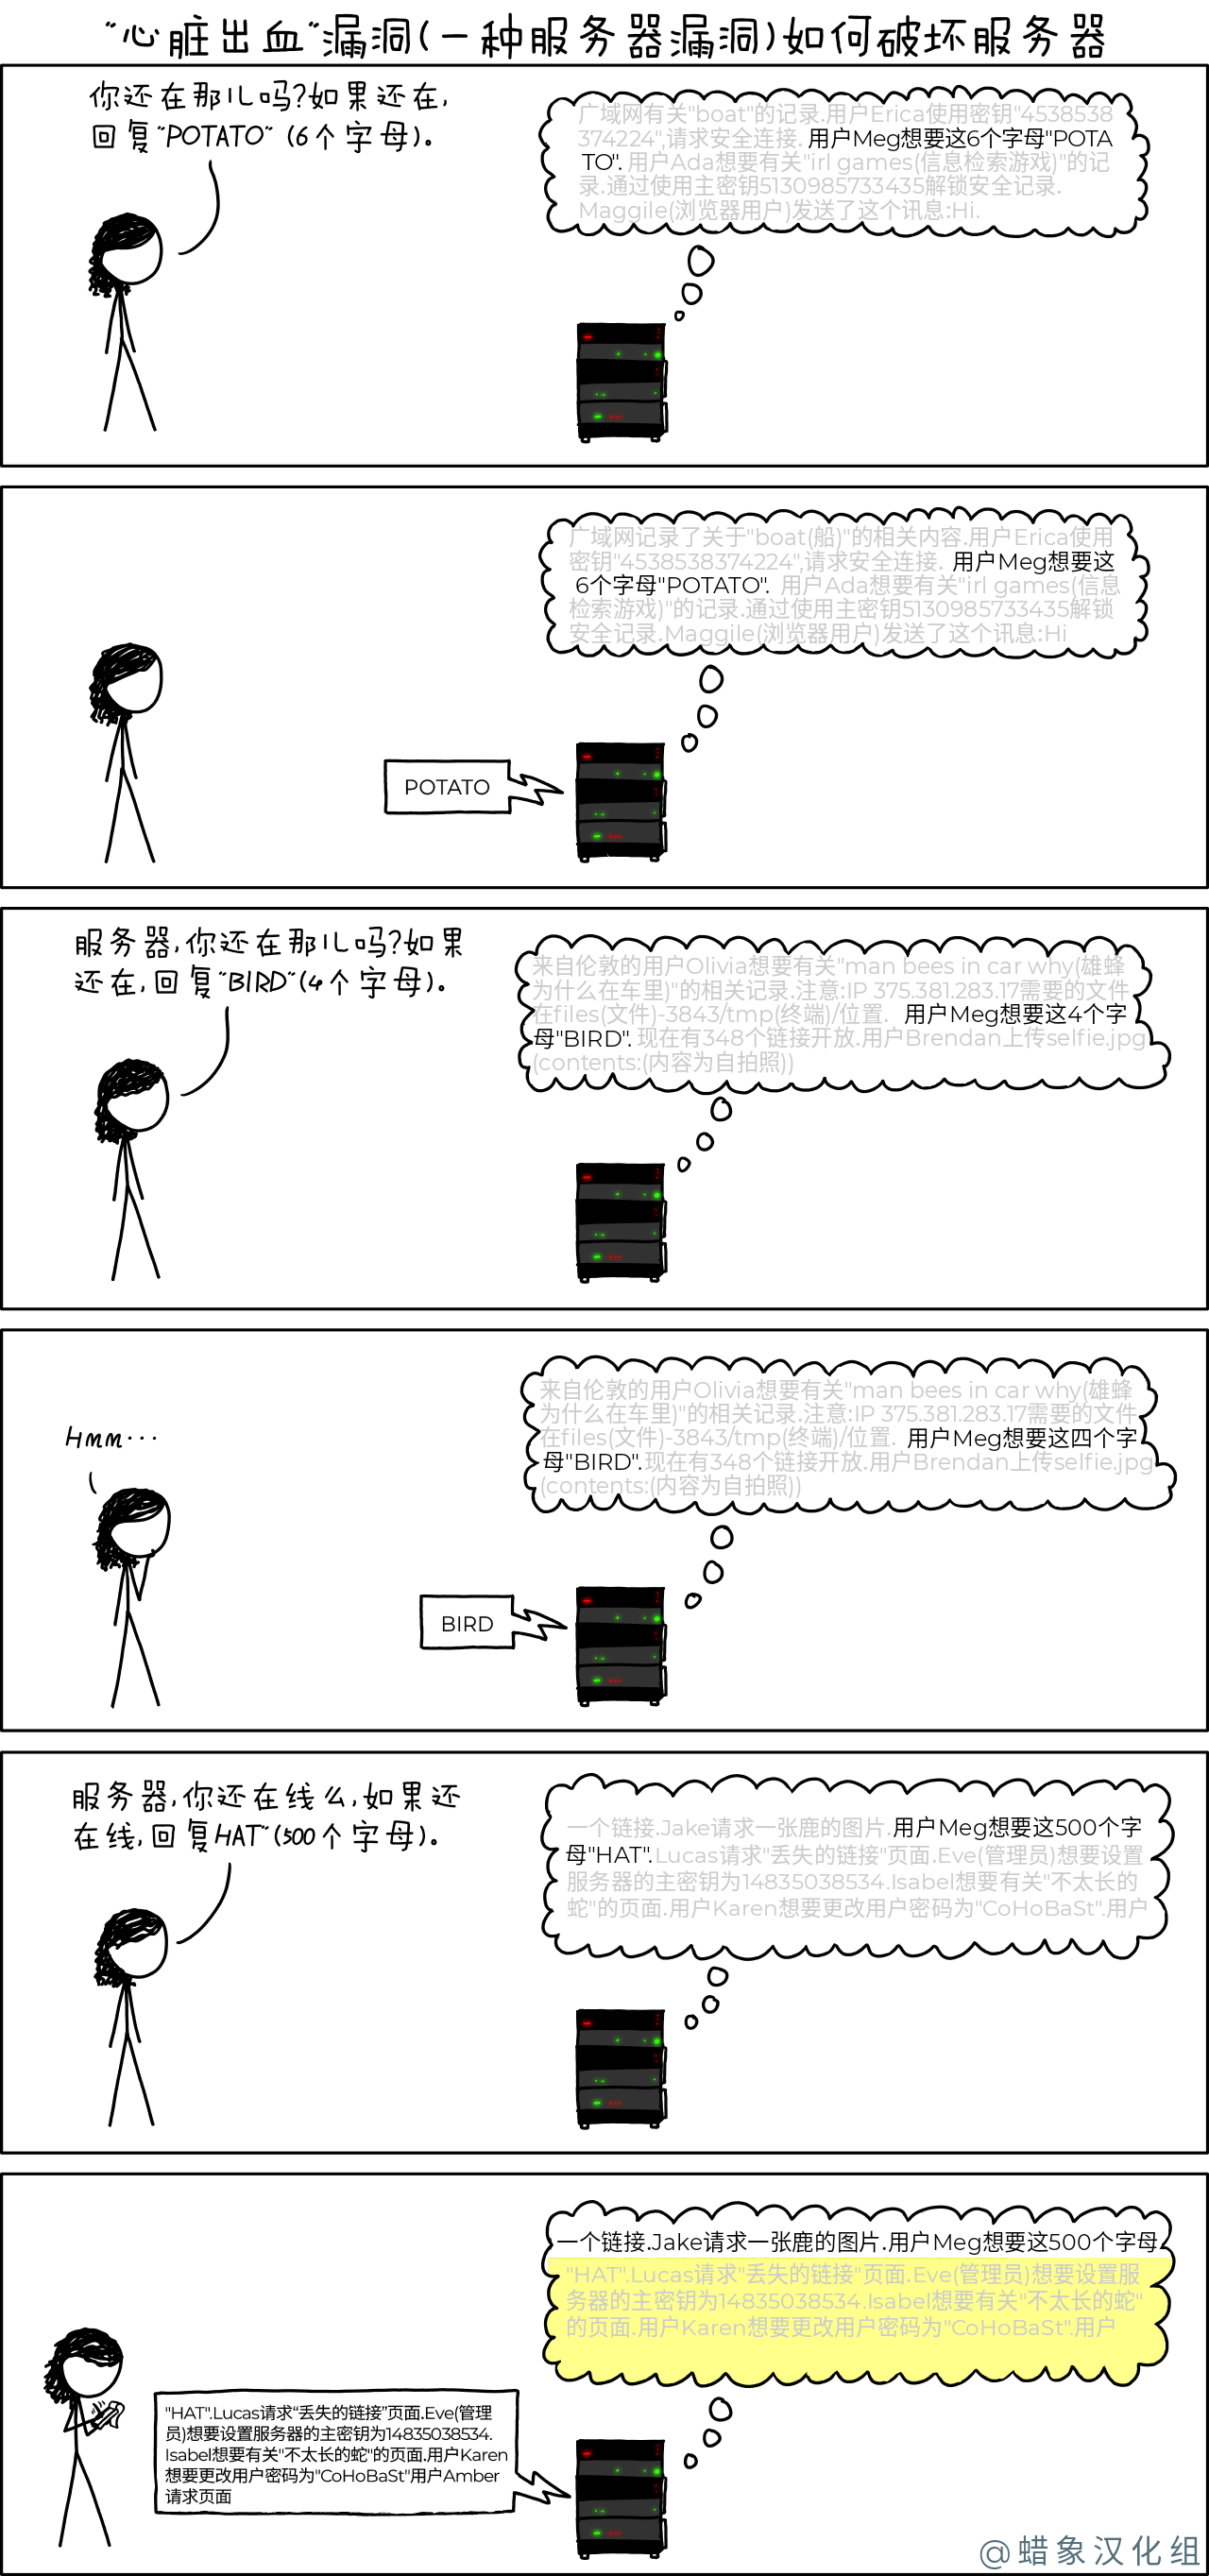 "心脏出血"漏洞(一种服务器漏洞)如何破坏服务器
你还在那儿吗?如果还在,
回复"POTATO" (6个字母)。
广域网有关"boat"的记录.用户Erica使用密钥"4538538
374224",请求安全连接. 用户Meg想要这6个字母"POTA
TO". 用户Ada想要有关"irl games(信息检索游戏)"的记
录.通过使用主密钥5130985733435解锁安全记录.
Maggile(浏览器用户)发送了这个讯息:Hi.
广域网记录了关于"boat(船)"的相关内容.用户Erica使用
密钥"4538538374224",请求安全连接. 用户Meg想要这
6个字母"POTATO". 用户Ada想要有关"irl games(信息
检索游戏)"的记录.通过使用主密钥5130985733435解锁
安全记录.Maggile(浏览器用户)发送了这个讯息:Hi
POTATO
服务器,你还在那儿吗?如果
还在,回复"BIRD"(4个字母)。
来自伦敦的用户Olivia想要有关"man bees in car why(雄蜂
为什么在车里)"的相关记录.注意:IP 375.381.283.17需要的文件
在files(文件)-3843/tmp(终端)/位置. 用户Meg想要这4个字
母"BIRD". 现在有348个链接开放.用户Brendan上传selfie.jpg
(contents:(内容为自拍照))
Hmm...
来自伦敦的用户Olivia想要有关"man bees in car why(雄蜂
为什么在车里)"的相关记录.注意:IP 375.381.283.17需要的文件
在files(文件)-3843/tmp(终端)/位置. 用户Meg想要这四个字
母"BIRD".现在有348个链接开放.用户Brendan上传selfie.jpg
(contents:(内容为自拍照))
BIRD
服务器,你还在线么,如果还
在线,回复HAT"(500个字母)。
一个链接.Jake请求一张鹿的图片.用户Meg想要这500个字
母"HAT".Lucas请求"丢失的链接"页面.Eve(管理员)想要设置
服务器的主密钥为14835038534.Isabel想要有关"不太长的
蛇"的页面.用户Karen想要更改用户密码为"CoHoBaSt".用户
一个链接.Jake请求一张鹿的图片.用户Meg想要这500个字母
"HAT".Lucas请求"丢失的链接"页面.Eve(管理员)想要设置服
务器的主密钥为14835038534.Isabel想要有关"不太长的蛇"
的页面.用户Karen想要更改用户密码为"CoHoBaSt".用户
"HAT".Lucas请求"丢失的链接"页面.Eve(管理
员)想要设置服务器的主密钥为14835038534.
Isabel想要有关"不太长的蛇"的页面.用户Karen
想要更改用户密码为"CoHoBaSt"用户Amber
请求页面
@蜡象汉化组